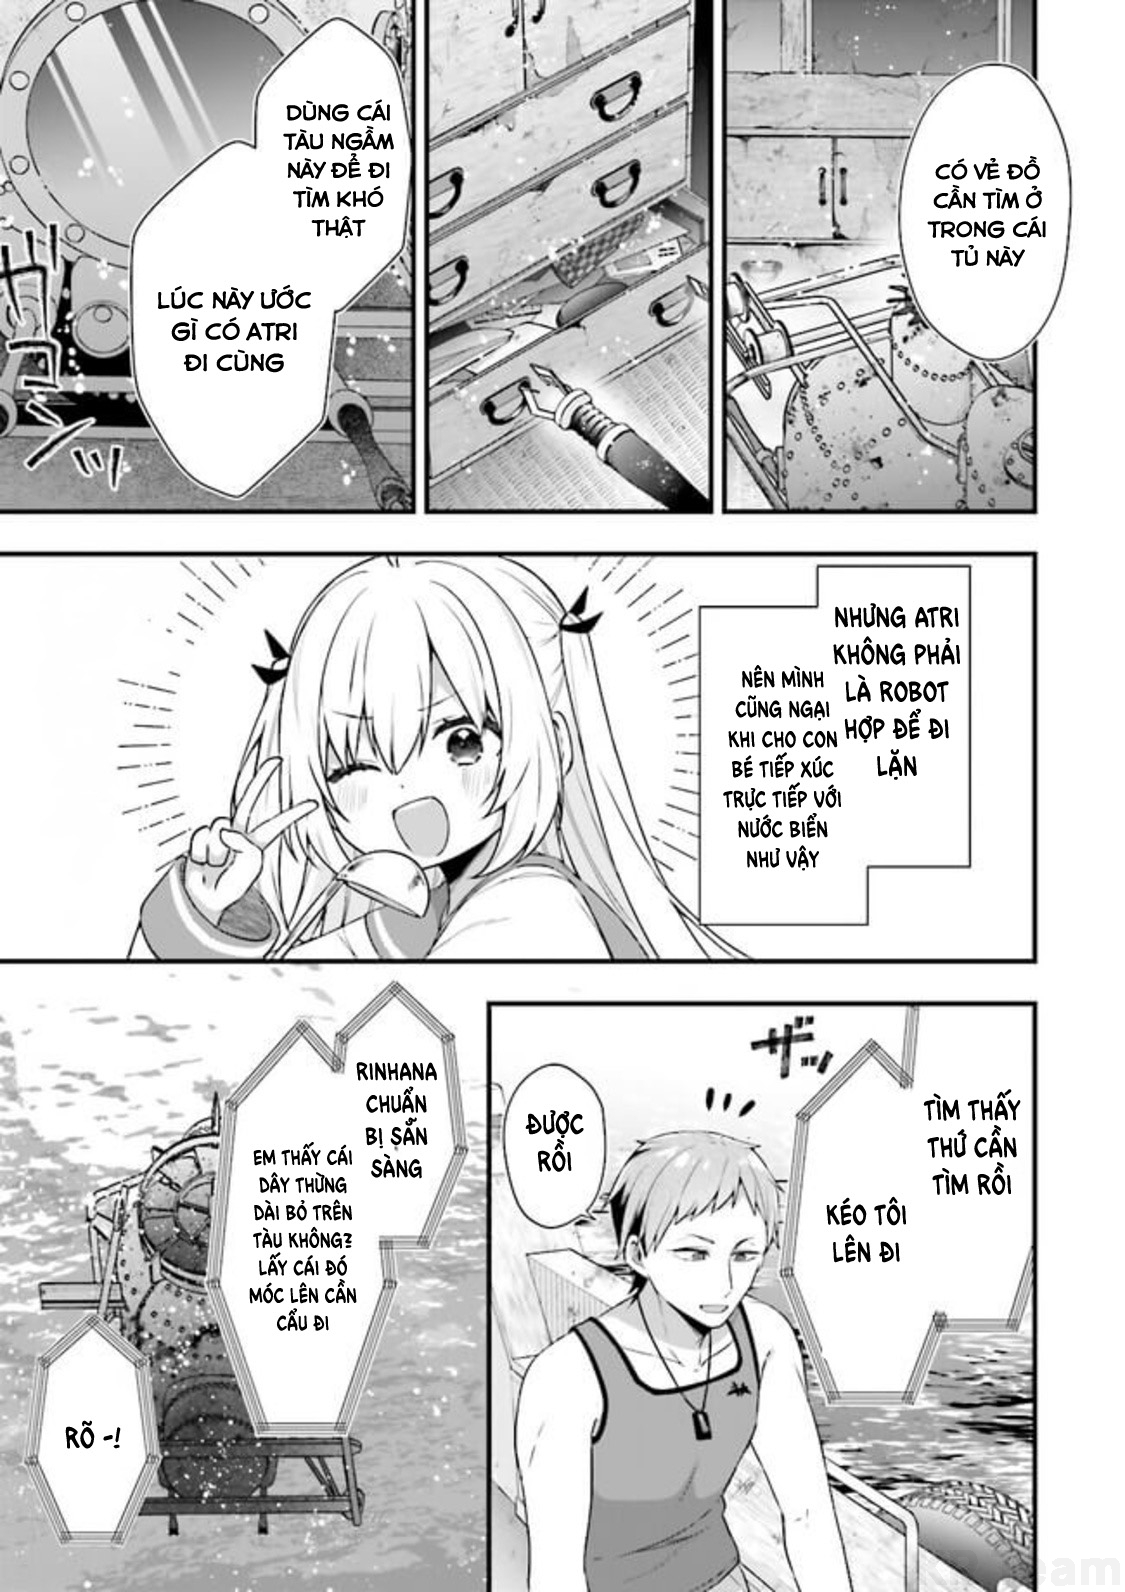 CÓ VẺ ĐỒ
CẦN TÌM Ở
TRONG CÁI
TỦ NÀY
DÙNG CÁI
TÀU NGẦM
NÀY ĐỂ ĐI
TÌM KHÓ
THẬT
LÚC NÀY ƯỚC
GÌ CÓ ATRI
ĐI CÙNG
NHƯNG ATRI
KHÔNG PHẢI
LÀ ROBOT
HỢP ĐỂ ĐI
LẶN
NÊN MÌNH
CŨNG NGẠI
KHI CHO CON
BÉ TIẾP XÚC
TRỰC TIẾP VỚI
NƯỚC BIỂN
NHƯ VẬY
TÌM THẤY
THỨ CẦN
TÌM RỒI
KÉO TÔI
LÊN ĐI
ザッ
ĐƯỢC
RỒI
RINHANA
CHUẨN
BỊ SẴN
SÀNG
EM THẤY CÁI
DÂY THỪNG
DÀI BỎ TRÊN
TÀU KHÔNG?
LẤY CÁI ĐÓ
MÓC LÊN CẦN
CẨU ĐI
RÕ -!